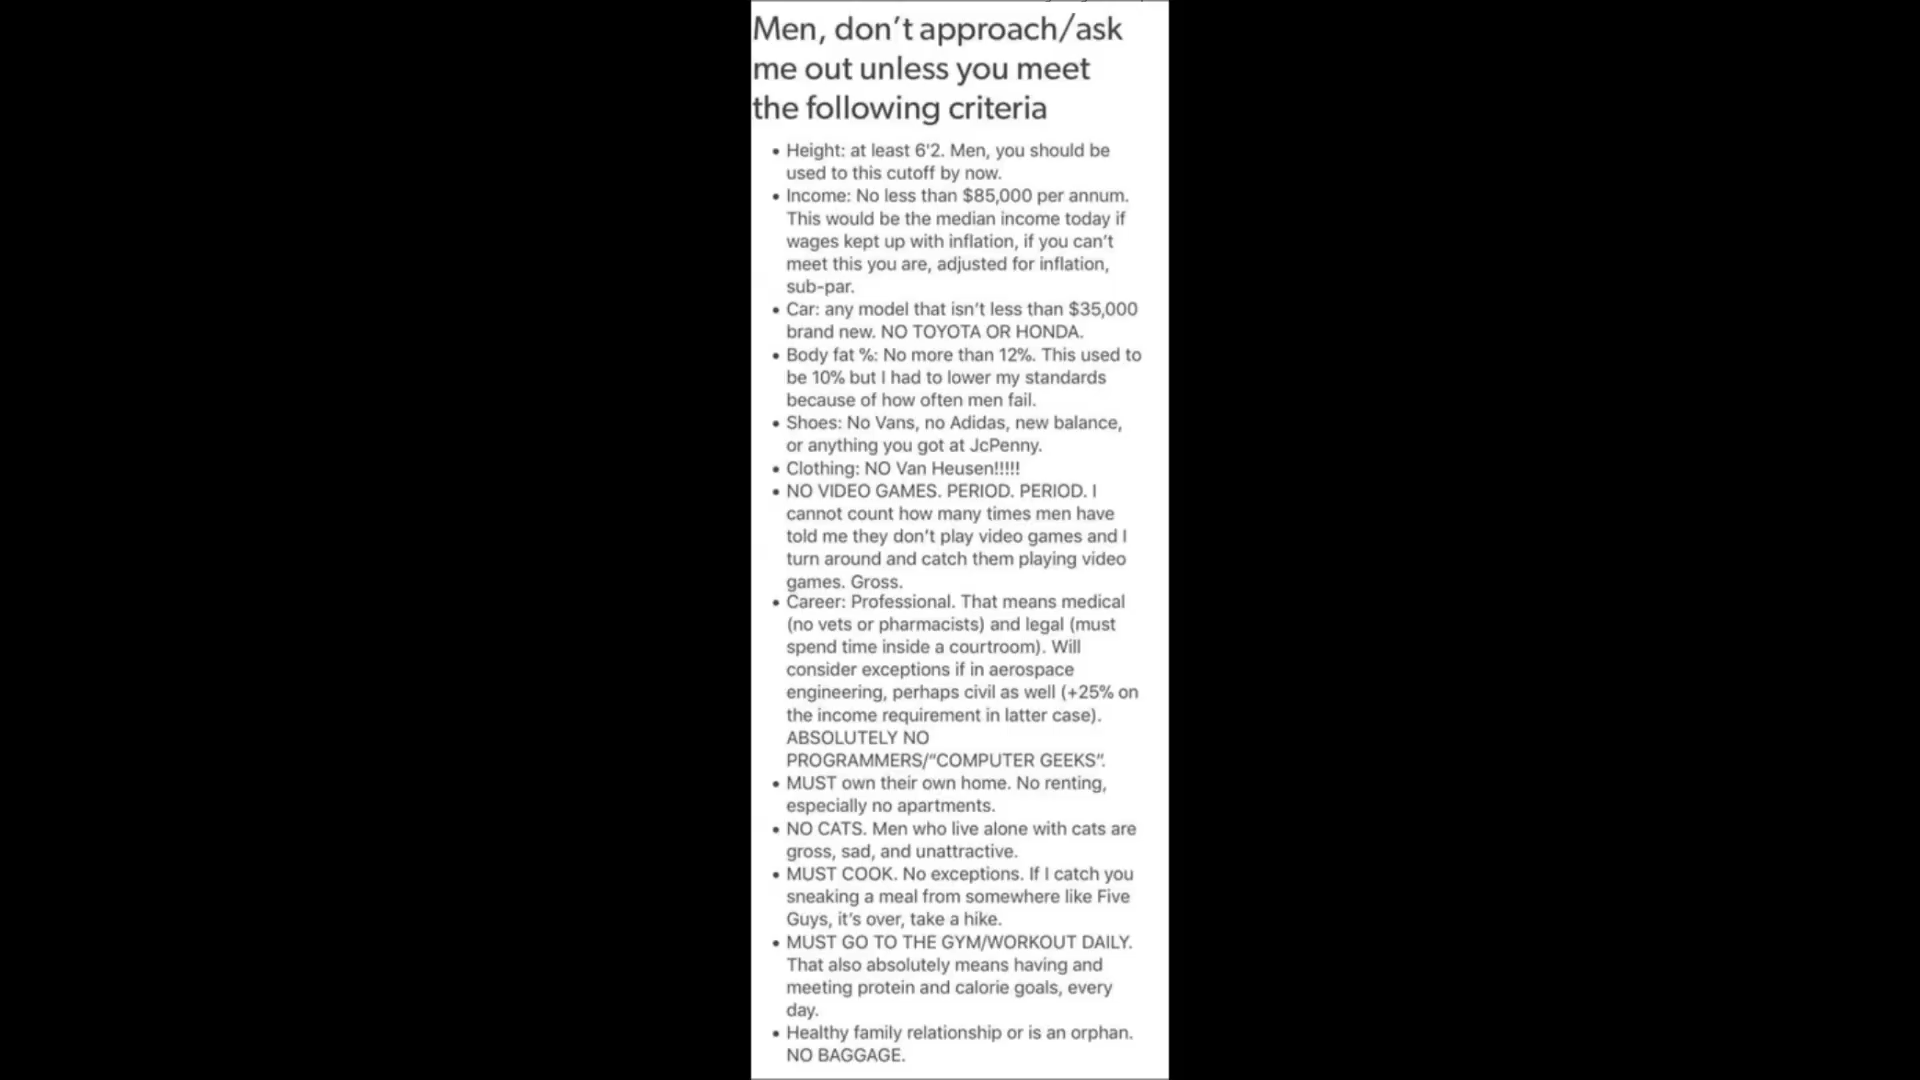 Men, don't approach/ask
me out unless you meet
the following criteria
• Height: at least 6'2. Men, you should be
used to this cutoff by now.
• Income: No less than $85,000 per annum.
This would be the median income today if
wages kept up with inflation, if you can't
meet this you are, adjusted for inflation,
sub-par.
• Car: any model that isn't less than $35,000
brand new. NO TOYOTA OR HONDA.
• Body fat %: No more than 12%. This used to
be 10% but I had to lower my standards
because of how often men fail.
• Shoes: No Vans, no Adidas, new balance,
or anything you got at JcPenny.
• Clothing: NO Van Heusen!!!!!
• NO VIDEO GAMES. PERIOD. PERIOD. I
cannot count how many times men have
told me they don't play video games and I
turn around and catch them playing video
games. Gross.
• Career: Professional. That means medical
(no vets or pharmacists) and legal (must
spend time inside a courtroom). Will
consider exceptions if in aerospace
engineering, perhaps civil as well (+25% on
the income requirement in latter case).
ABSOLUTELY NO
PROGRAMMERS/“COMPUTER GEEKS”.
• MUST own their own home. No renting,
especially no apartments.
• NO CATS. Men who live alone with cats are
gross, sad, and unattractive.
• MUST COOK. No exceptions. If I catch you
sneaking a meal from somewhere like Five
Guys, it's over, take a hike.
• MUST GO TO THE GYM/WORKOUT DAILY.
That also absolutely means having and
meeting protein and calorie goals, every
day.
• Healthy family relationship or is an orphan.
NO BAGGAGE.